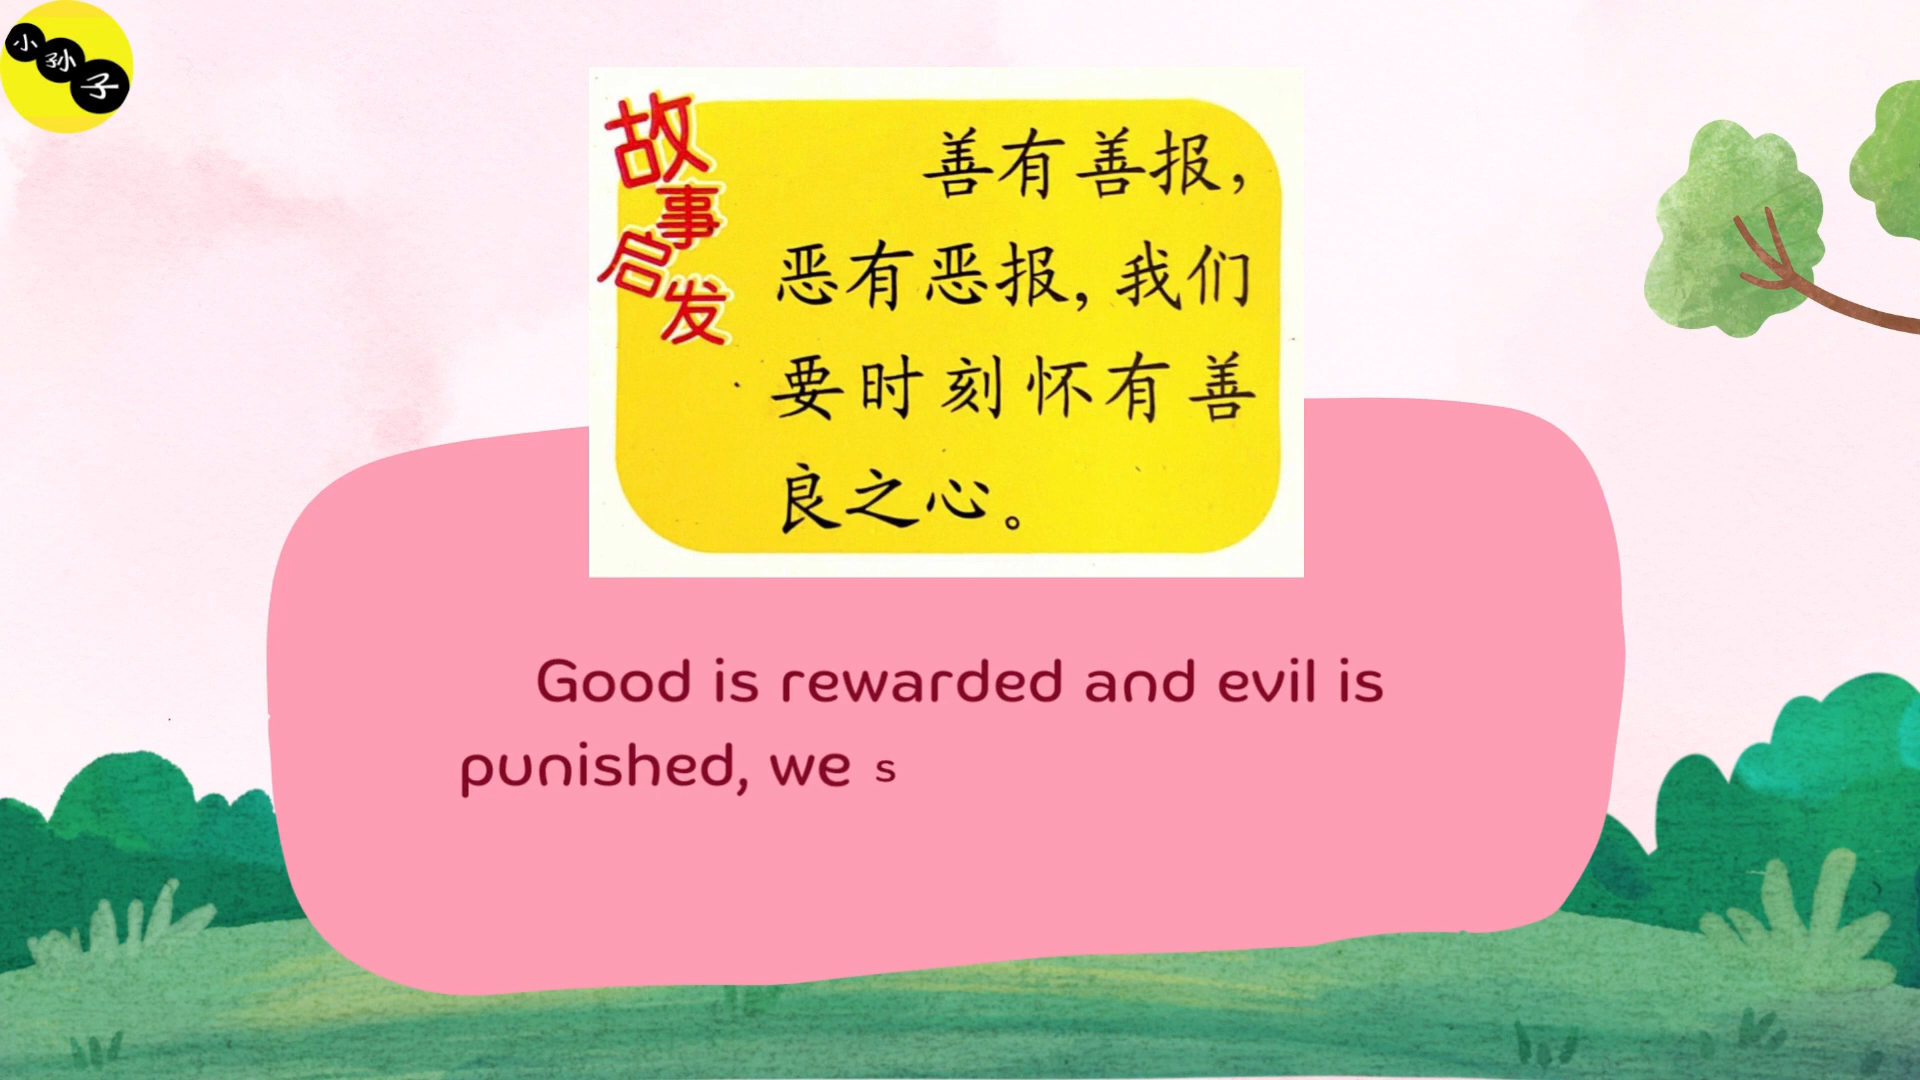 小孙子
故事启发
善有善报，
恶有恶报，我们
要时刻怀有善
良之心。
Good is rewarded and evil is
punished, we s